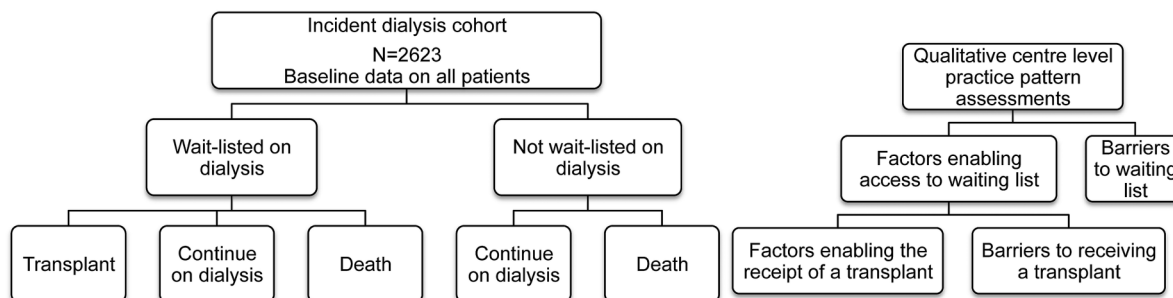 Incident dialysis cohort
N=2623
Baseline data on all patients
Wait-listed on
dialysis
Not wait-listed on
dialysis
Transplant
Continue
on dialysis
Death
Continue
on dialysis
Death
Qualitative centre level
practice pattern
assessments
Factors enabling
access to waiting list
Barriers
to waiting
list
Factors enabling the
receipt of a transplant
Barriers to receiving
a transplant